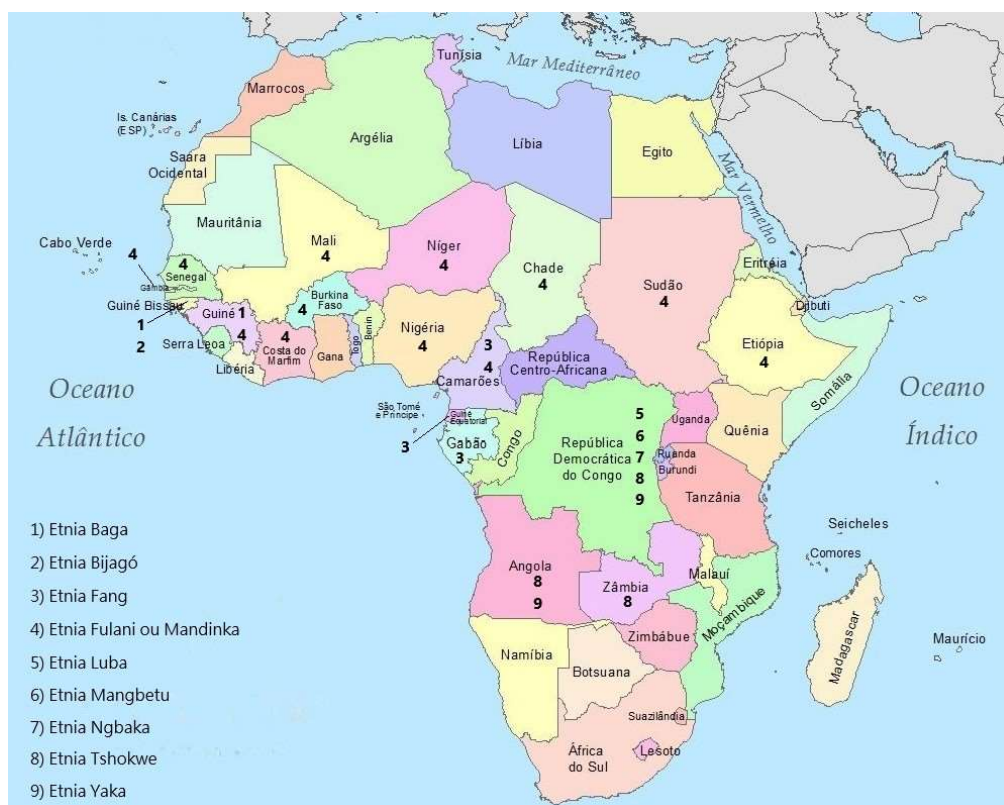 Mar Mediterrâneo
Tunísia
Marrocos
Is. Canárias
(ESP)
Argélia
Líbia
Egito
Saara
Ocidental
Mar Vermelho
Mauritânia
Cabo Verde
4
Mali
4
Níger
4
Chade
4
Sudão
4
Eritréia
4
Senegal
Gâmbia
Guiné Bissau
1
2
Guiné 1
4
Burkina
Faso
4
Djibuti
Serra Leoa
4
Costa do
Marfim
Gana
Togo
Benin
Nigéria
4
3
4
Camarões
República
Centro-Africana
Etiópia
4
Somália
Libéria
Oceano
Atlântico
Oceano
Índico
São Tomé
e Príncipe
Guiné
Equatorial
3
Gabão
3
Congo
República
Democrática
do Congo
5
6
7
8
9
Uganda
Quênia
Ruanda
Burundi
Tanzânia
Seicheles
Comores
Angola
8
9
Zâmbia
8
Malauí
Moçambique
Zimbábue
Madagascar
Maurício
Namíbia
Botsuana
Suazilândia
África
do Sul
Lesoto
1) Etnia Baga
2) Etnia Bijagó
3) Etnia Fang
4) Etnia Fulani ou Mandinka
5) Etnia Luba
6) Etnia Mangbetu
7) Etnia Ngbaka
8) Etnia Tshokwe
9) Etnia Yaka